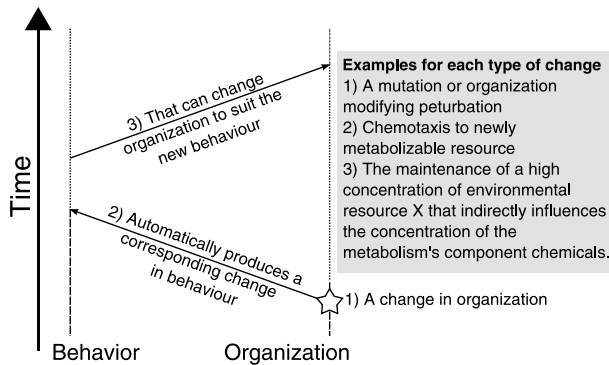 Examples for each type of change
1) A mutation or organization
modifying peturbation
2) Chemotaxis to newly
metabolizable resource
3) The maintenance of a high
concentration of environmental
resource X that indirectly influences
the concentration of the
metabolism's component chemicals.
3) That can change
organization to suit the
new behaviour
Time
2) Automatically produces a
corresponding change
in behaviour
1) A change in organization
Behavior
Organization